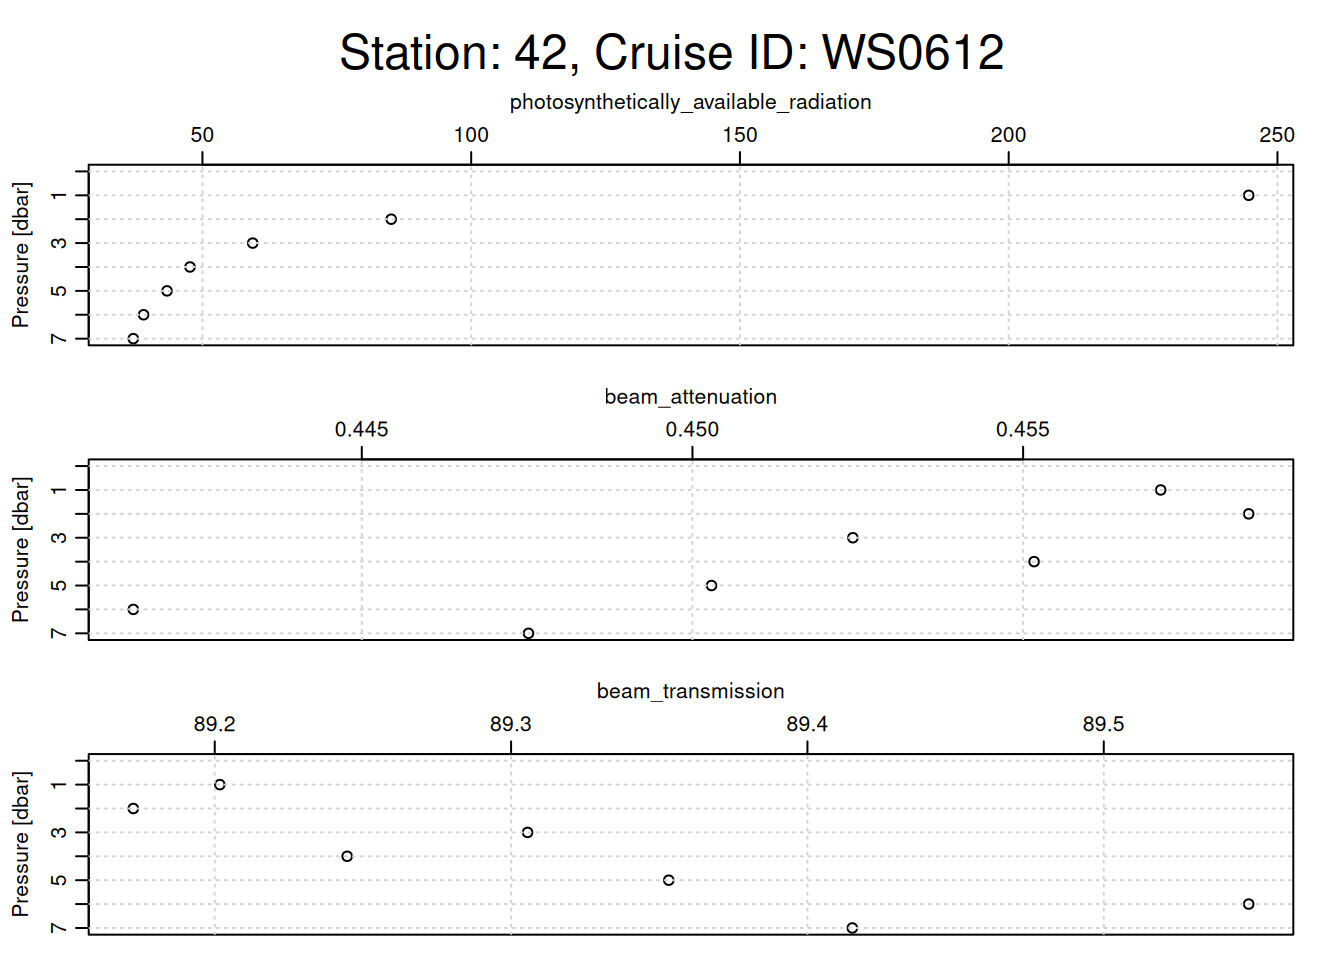 Station: 42, Cruise ID: WS0612
photosynthetically_available_radiation
50 100 150 200 250
Pressure [dbar]
1
3
5
7
beam_attenuation
0.445 0.450 0.455
Pressure [dbar]
1
3
5
7
beam_transmission
89.2 89.3 89.4 89.5
Pressure [dbar]
1
3
5
7